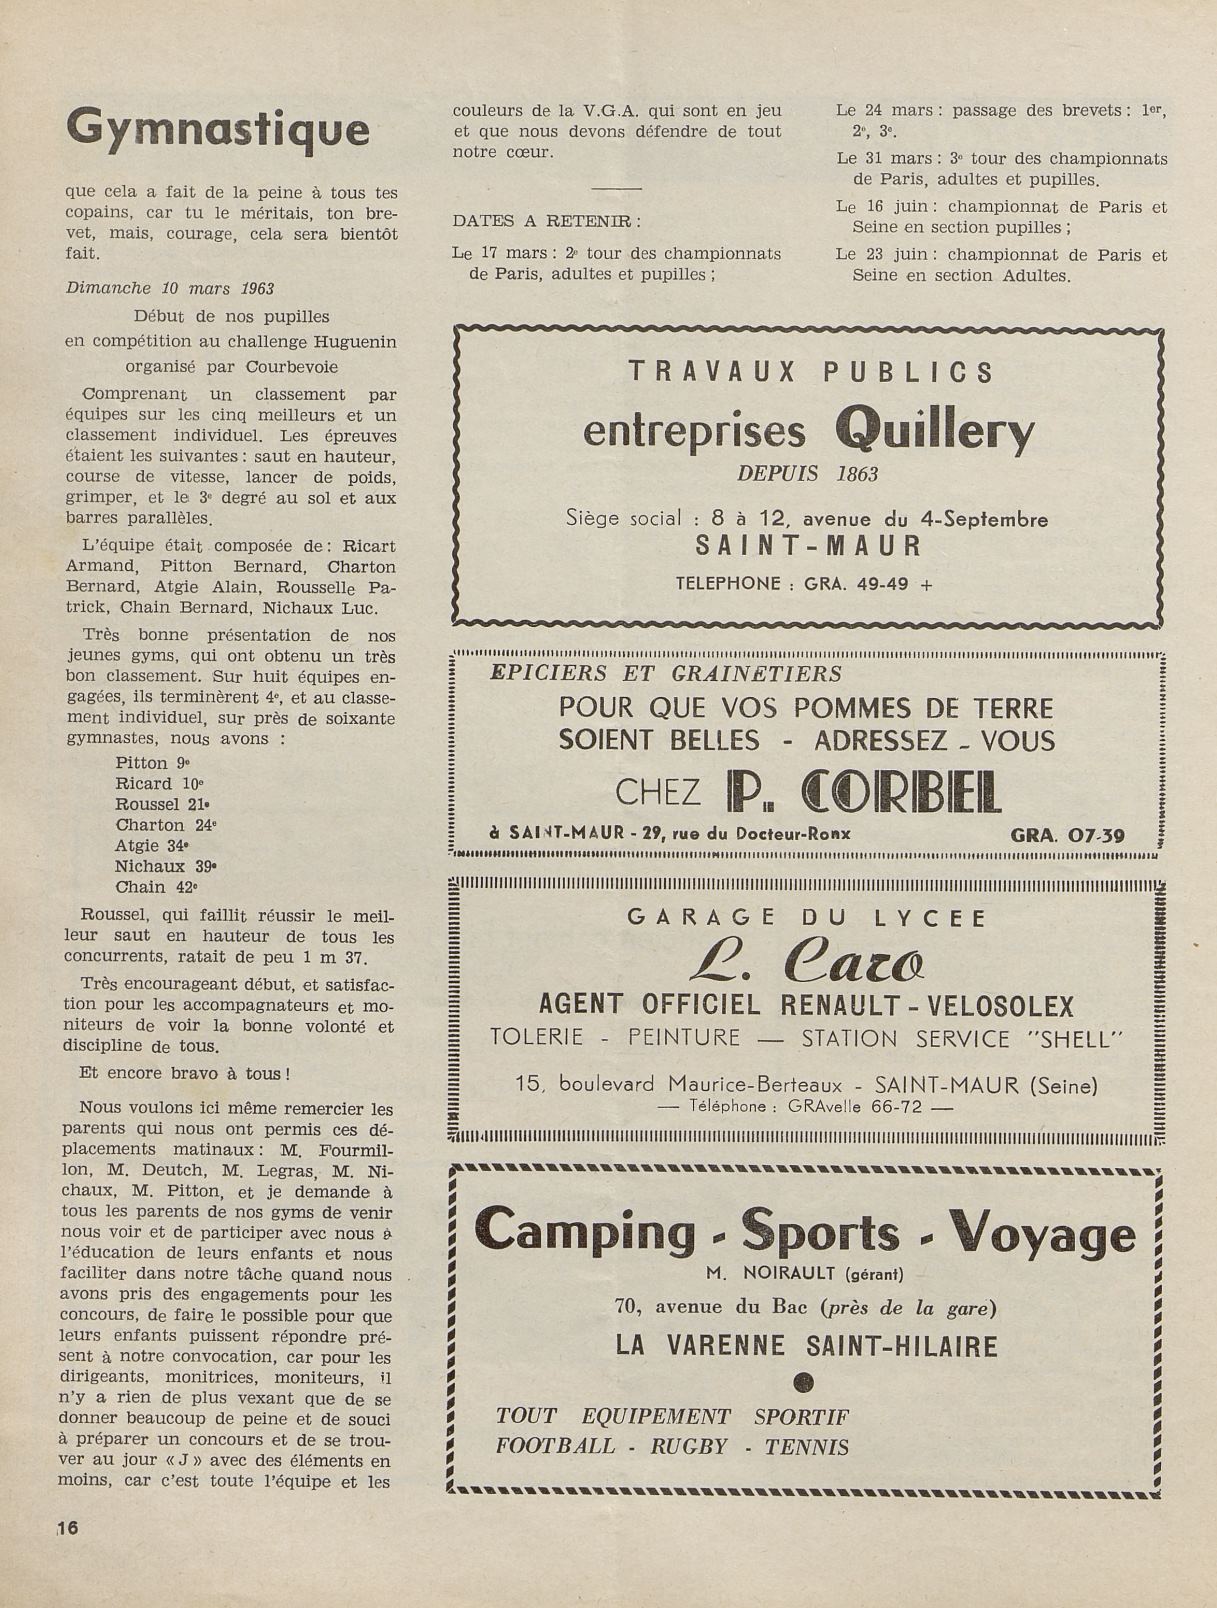 Gymnastique
que cela a fait de la peine à tous tes
copains, car tu le méritais, ton bre-
vet, mais, courage, cela sera bientôt
fait.
Dimanche 10 mars 1963
Début de nos pupilles
en compétition au challenge Huguenin
organisé par Courbevoie
Comprenant un classement par
équipes sur les cinq meilleurs et un
classement individuel. Les épreuves
étaient les suivantes : saut en hauteur,
course de vitesse, lancer de poids,
grimper, et le 3e degré au sol et aux
barres parallèles.
L'équipe était composée de : Ricart
Armand, Pitton Bernard, Charton
Bernard, Atgie Alain, Rousselle Pa-
trick, Chain Bernard, Nichaux Luc.
Très bonne présentation de nos
jeunes gyms, qui ont obtenu un très
bon classement. Sur huit équipes en-
gagées, ils terminèrent 4e, et au classe-
ment individuel, sur près de soixante
gymnastes, nous avons :
Pitton 9e
Ricard 10e
Roussel 21e
Charton 24e
Atgie 34e
Nichaux 39e
Chain 42e
Roussel, qui faillit réussir le meil-
leur saut en hauteur de tous les
concurrents, ratait de peu 1 m 37.
Très encourageant début, et satisfac-
tion pour les accompagnateurs et mo-
niteurs de voir la bonne volonté et
discipline de tous.
Et encore bravo à tous !
Nous voulons ici même remercier les
parents qui nous ont permis ces dé-
placements matinaux : M. Fourmil-
lon, M. Deutch, M. Legras, M. Ni-
chaux, M. Pitton, et je demande à
tous les parents de nos gyms de venir
nous voir et de participer avec nous à
l'éducation de leurs enfants et nous
faciliter dans notre tâche quand nous
avons pris des engagements pour les
concours, de faire le possible pour que
leurs enfants puissent répondre pré-
sent à notre convocation, car pour les
dirigeants, monitrices, moniteurs, il
n'y a rien de plus vexant que de se
donner beaucoup de peine et de souci
à préparer un concours et de se trou-
ver au jour « J » avec des éléments en
moins, car c'est toute l'équipe et les
couleurs de la V.G.A. qui sont en jeu
et que nous devons défendre de tout
notre cœur.
DATES A RETENIR :
Le 17 mars : 2e tour des championnats
de Paris, adultes et pupilles ;
Le 24 mars : passage des brevets : 1er,
2e, 3e.
Le 31 mars : 3e tour des championnats
de Paris, adultes et pupilles.
Le 16 juin : championnat de Paris et
Seine en section pupilles ;
Le 23 juin : championnat de Paris et
Seine en section Adultes.
TRAVAUX PUBLICS
entreprises Quillery
DEPUIS 1863
Siège social : 8 à 12, avenue du 4-Septembre
SAINT-MAUR
TELEPHONE : GRA. 49-49 +
EPICIERS ET GRAINETIERS
POUR QUE VOS POMMES DE TERRE
SOIENT BELLES - ADRESSEZ - VOUS
CHEZ P. CORBEL
à SAINT-MAUR - 29, rue du Docteur-Roux
GRA. 07-39
GARAGE DU LYCEE
L. Caro
AGENT OFFICIEL RENAULT - VELOSOLEX
TOLERIE - PEINTURE — STATION SERVICE "SHELL"
15, boulevard Maurice-Berteaux - SAINT-MAUR (Seine)
— Téléphone : GRAvelle 66-72 —
Camping - Sports - Voyage
M. NOIRAULT (gérant)
70, avenue du Bac (près de la gare)
LA VARENNE SAINT-HILAIRE
TOUT EQUIPEMENT SPORTIF
FOOTBALL - RUGBY - TENNIS
16